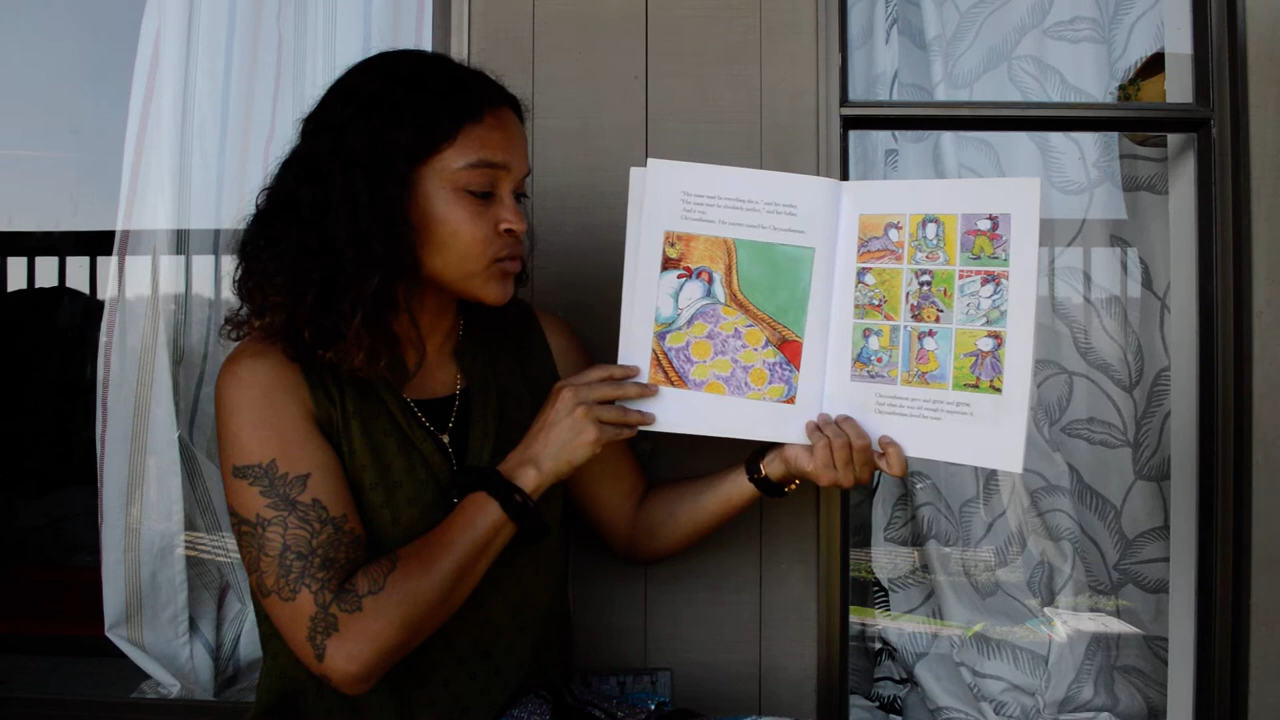 "Her name must be everything she is," said her mother.
"Her name must be absolutely perfect," said her father.
And it was.
Chrysanthemum. Her parents named her Chrysanthemum.
Chrysanthemum grew and grew and grew.
And when she was old enough to appreciate it,
Chrysanthemum loved her name.